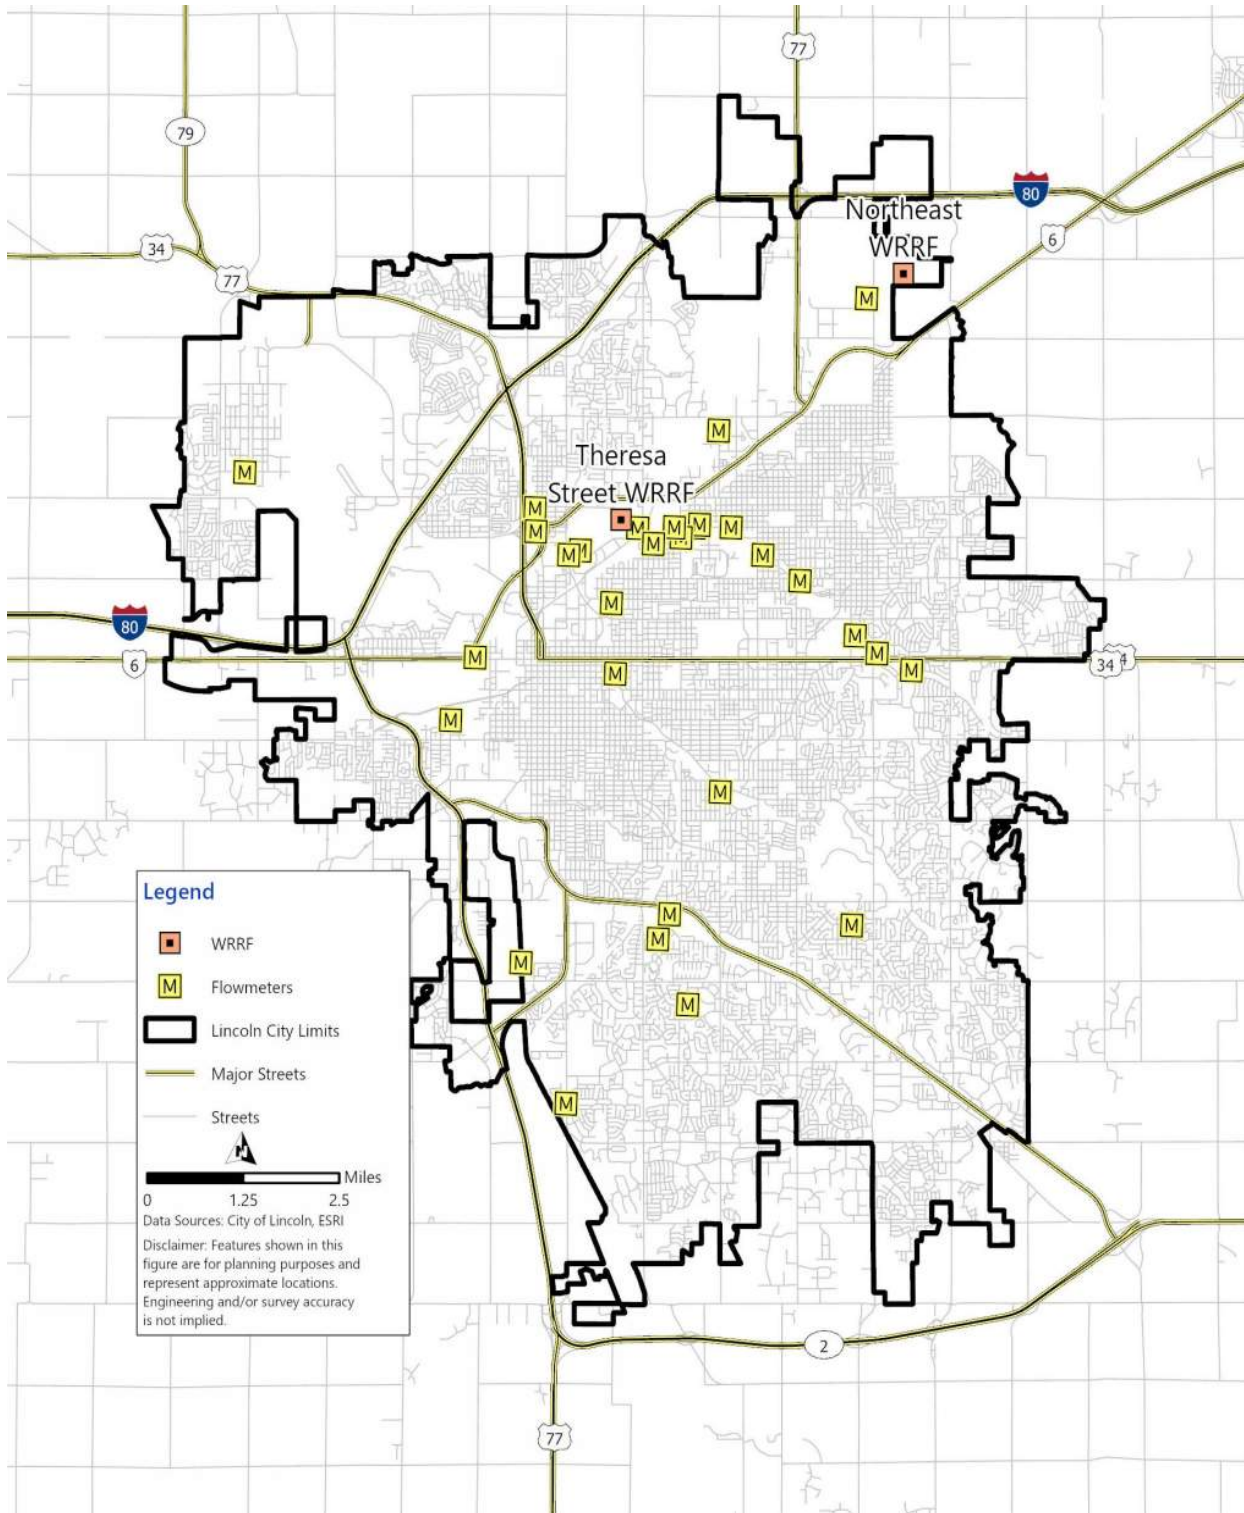 77
79
80
Northeast
WRRF
6
34
77
M
M
Theresa
Street WRRF
M
M
M
M
M
M
M
M
M
M
M
M
M
M
80
6
M
M
M
M
M
34
4
M
M
M
Legend
WRRF
M Flowmeters
Lincoln City Limits
Major Streets
Streets
N
Miles
0 1.25 2.5
Data Sources: City of Lincoln, ESRI
Disclaimer: Features shown in this
figure are for planning purposes and
represent approximate locations.
Engineering and/or survey accuracy
is not implied.
M
M
M
M
M
M
2
77